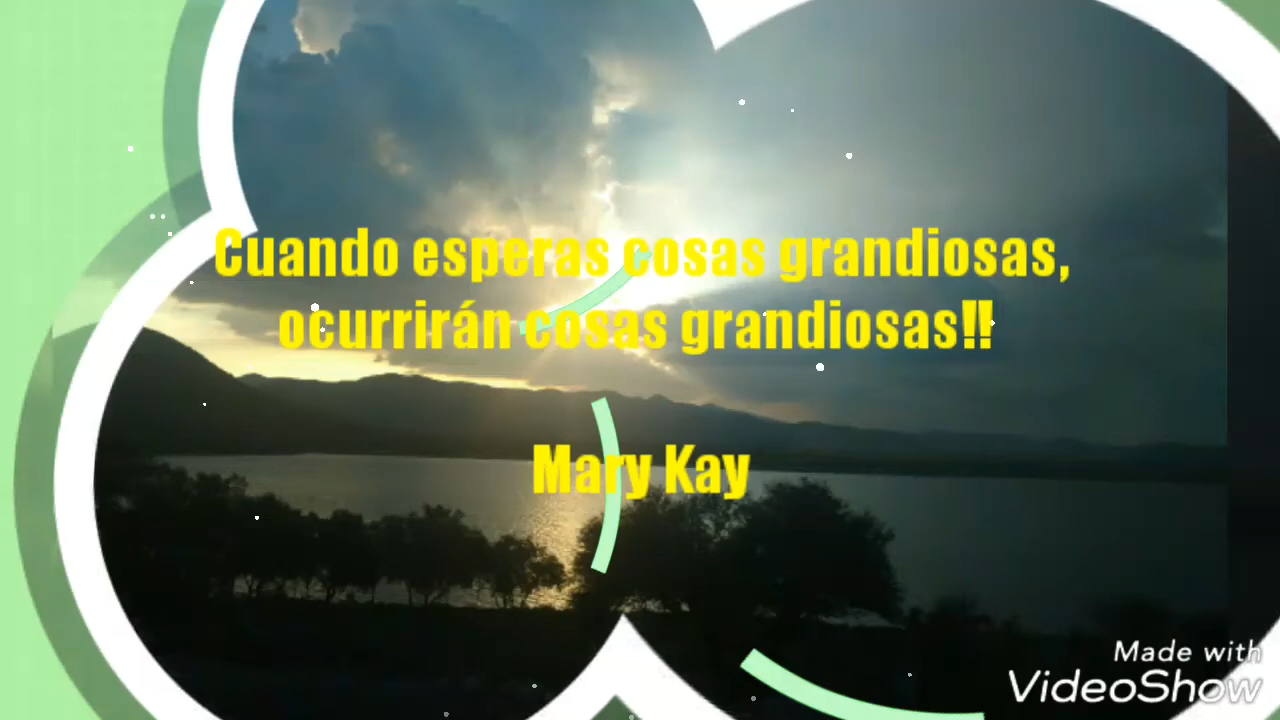 Cuando esperas cosas grandiosas,
ocurrirán cosas grandiosas!!
Mary Kay
Made with
VideoShow